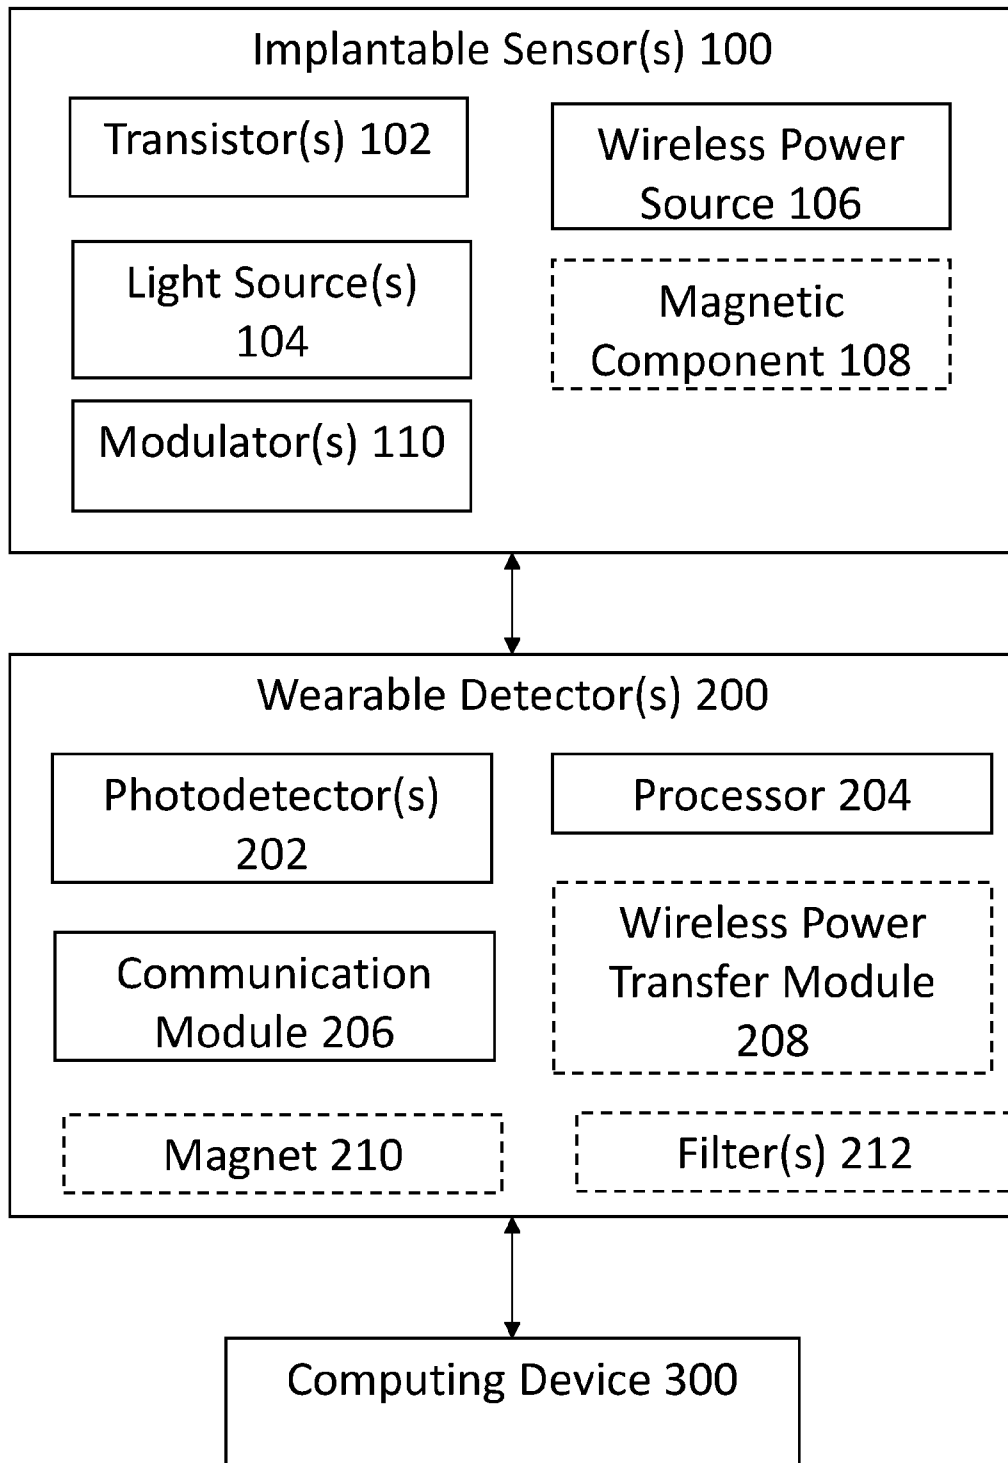 Implantable Sensor(s) 100
Transistor(s) 102
Wireless Power
Source 106
Light Source(s)
104
Magnetic
Component 108
Modulator(s) 110
Wearable Detector(s) 200
Photodetector(s)
202
Processor 204
Communication
Module 206
Wireless Power
Transfer Module
208
Magnet 210
Filter(s) 212
Computing Device 300